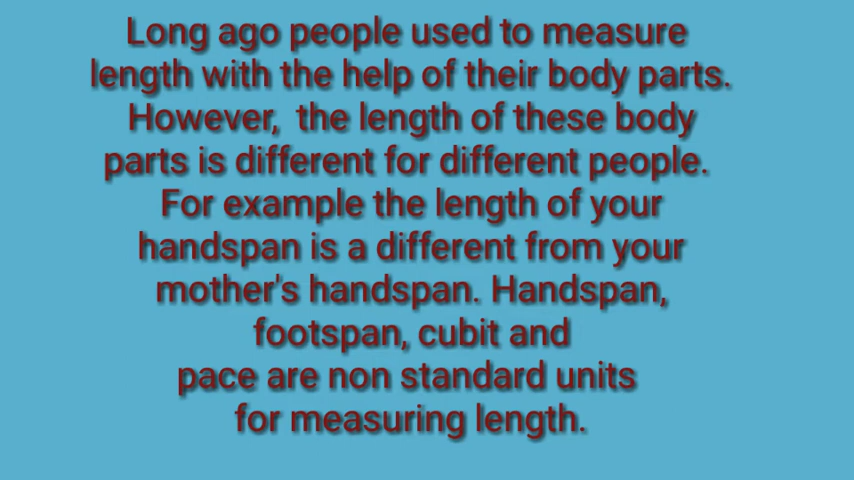 Long ago people used to measure
length with the help of their body parts.
However, the length of these body
parts is different for different people.
For example the length of your
handspan is a different from your
mother's handspan. Handspan,
footspan, cubit and
pace are non standard units
for measuring length.